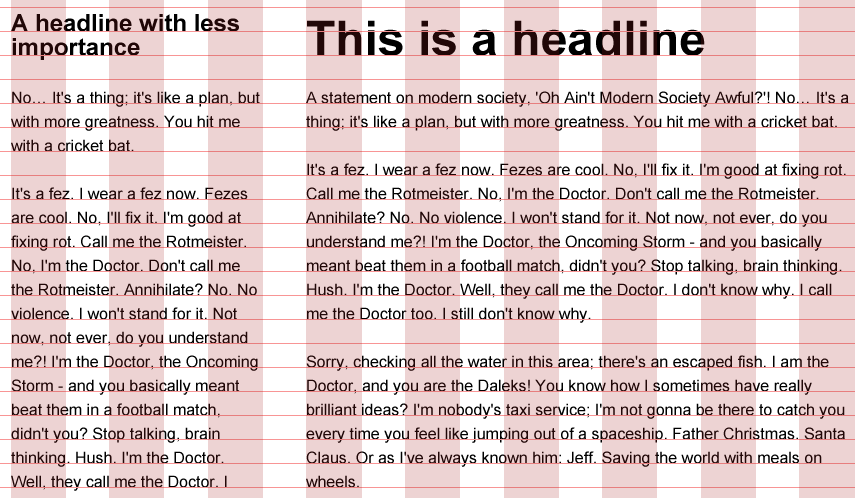 A headline with less
importance
No… It's a thing; it's like a plan, but
with more greatness. You hit me
with a cricket bat.
It's a fez. I wear a fez now. Fezes
are cool. No, I'll fix it. I'm good at
fixing rot. Call me the Rotmeister.
No, I'm the Doctor. Don't call me
the Rotmeister. Annihilate? No. No
violence. I won't stand for it. Not
now, not ever, do you understand
me?! I'm the Doctor, the Oncoming
Storm - and you basically meant
beat them in a football match,
didn't you? Stop talking, brain
thinking. Hush. I'm the Doctor.
Well, they call me the Doctor. I
This is a headline
A statement on modern society, 'Oh Ain't Modern Society Awful?'! No… It's a
thing; it's like a plan, but with more greatness. You hit me with a cricket bat.
It's a fez. I wear a fez now. Fezes are cool. No, I'll fix it. I'm good at fixing rot.
Call me the Rotmeister. No, I'm the Doctor. Don't call me the Rotmeister.
Annihilate? No. No violence. I won't stand for it. Not now, not ever, do you
understand me?! I'm the Doctor, the Oncoming Storm - and you basically
meant beat them in a football match, didn't you? Stop talking, brain thinking.
Hush. I'm the Doctor. Well, they call me the Doctor. I don't know why. I call
me the Doctor too. I still don't know why.
Sorry, checking all the water in this area; there's an escaped fish. I am the
Doctor, and you are the Daleks! You know how I sometimes have really
brilliant ideas? I'm nobody's taxi service; I'm not gonna be there to catch you
every time you feel like jumping out of a spaceship. Father Christmas. Santa
Claus. Or as I've always known him: Jeff. Saving the world with meals on
wheels.